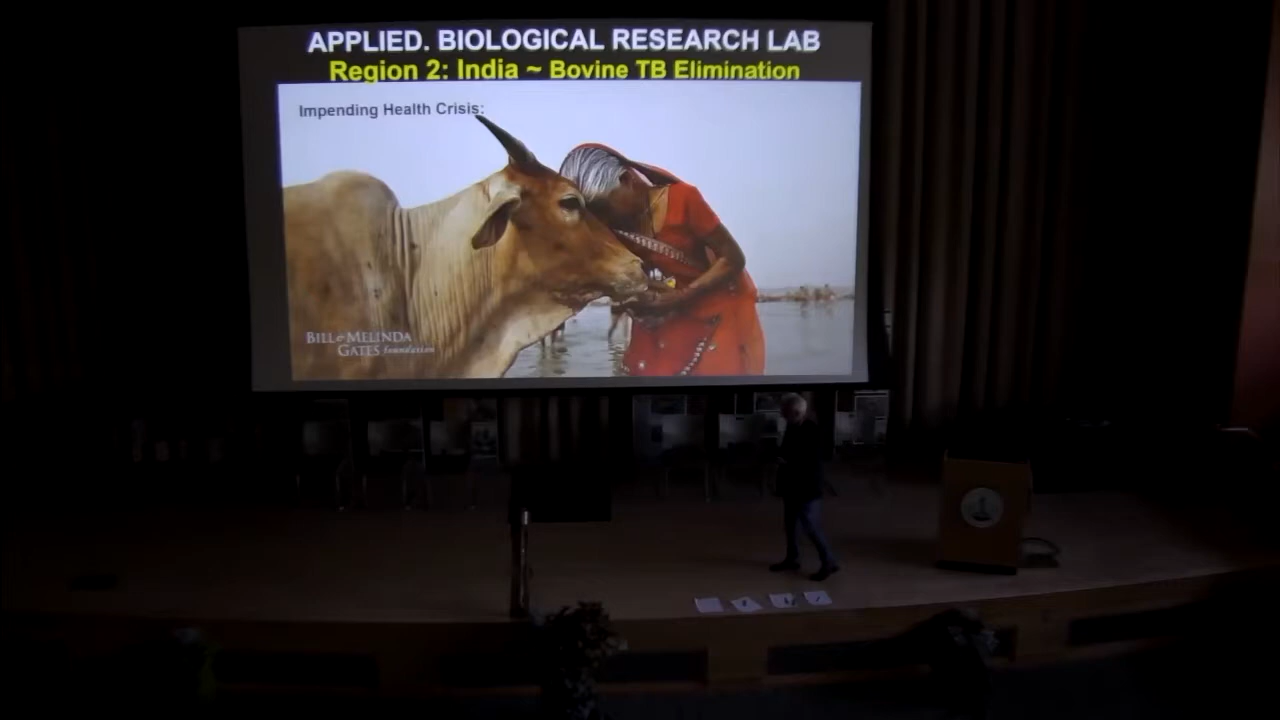 APPLIED. BIOLOGICAL RESEARCH LAB
Region 2: India ~ Bovine TB Elimination
Impending Health Crisis:
BILL & MELINDA
GATES foundation